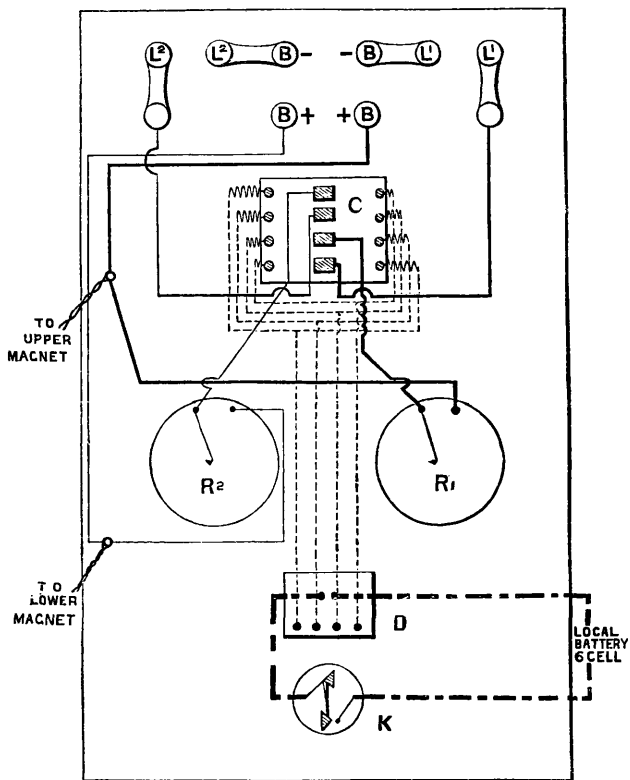 L² L² B - - B L¹ L¹
B + + B
C
TO
UPPER
MAGNET
R2 R1
TO
LOWER
MAGNET
D
LOCAL
BATTERY
6 CELL
K